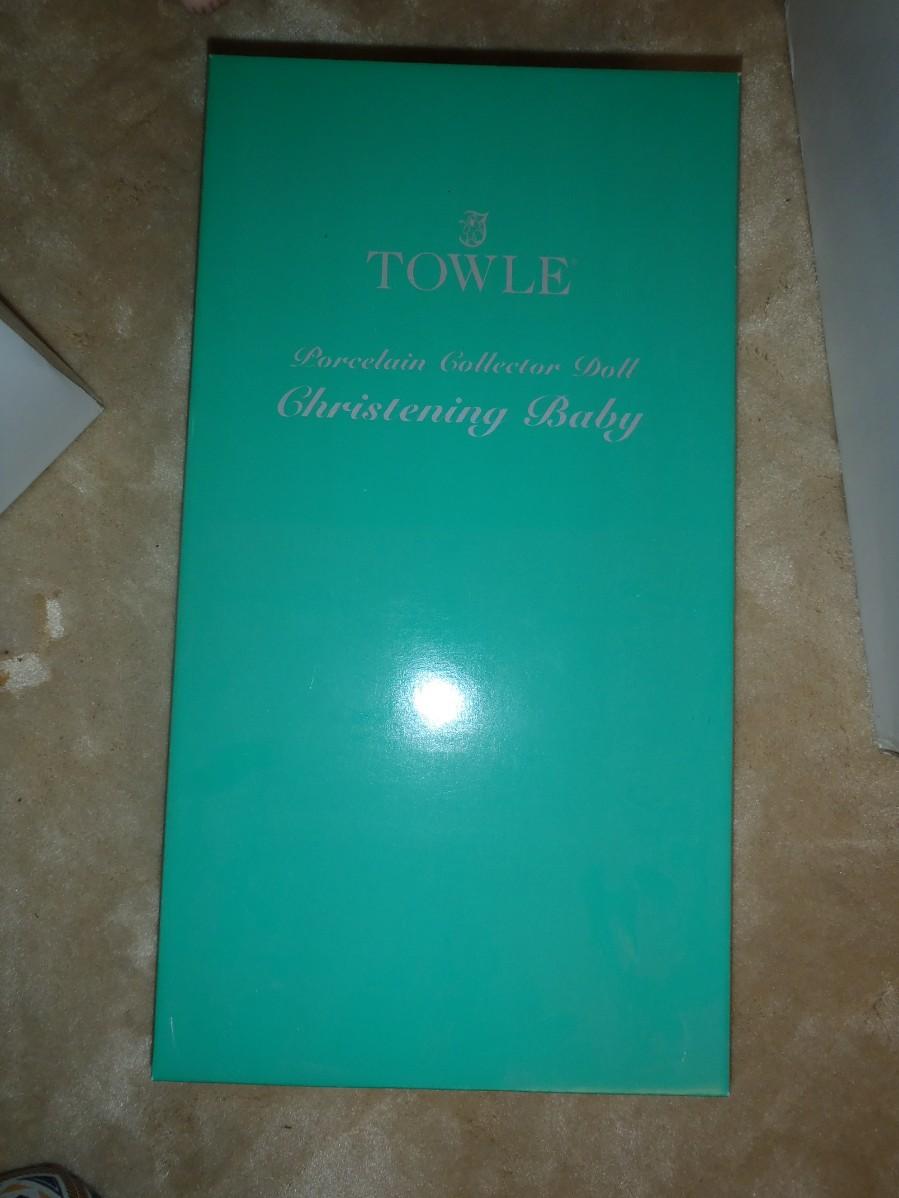 TOWLE®
Porcelain Collector Doll
Christening Baby